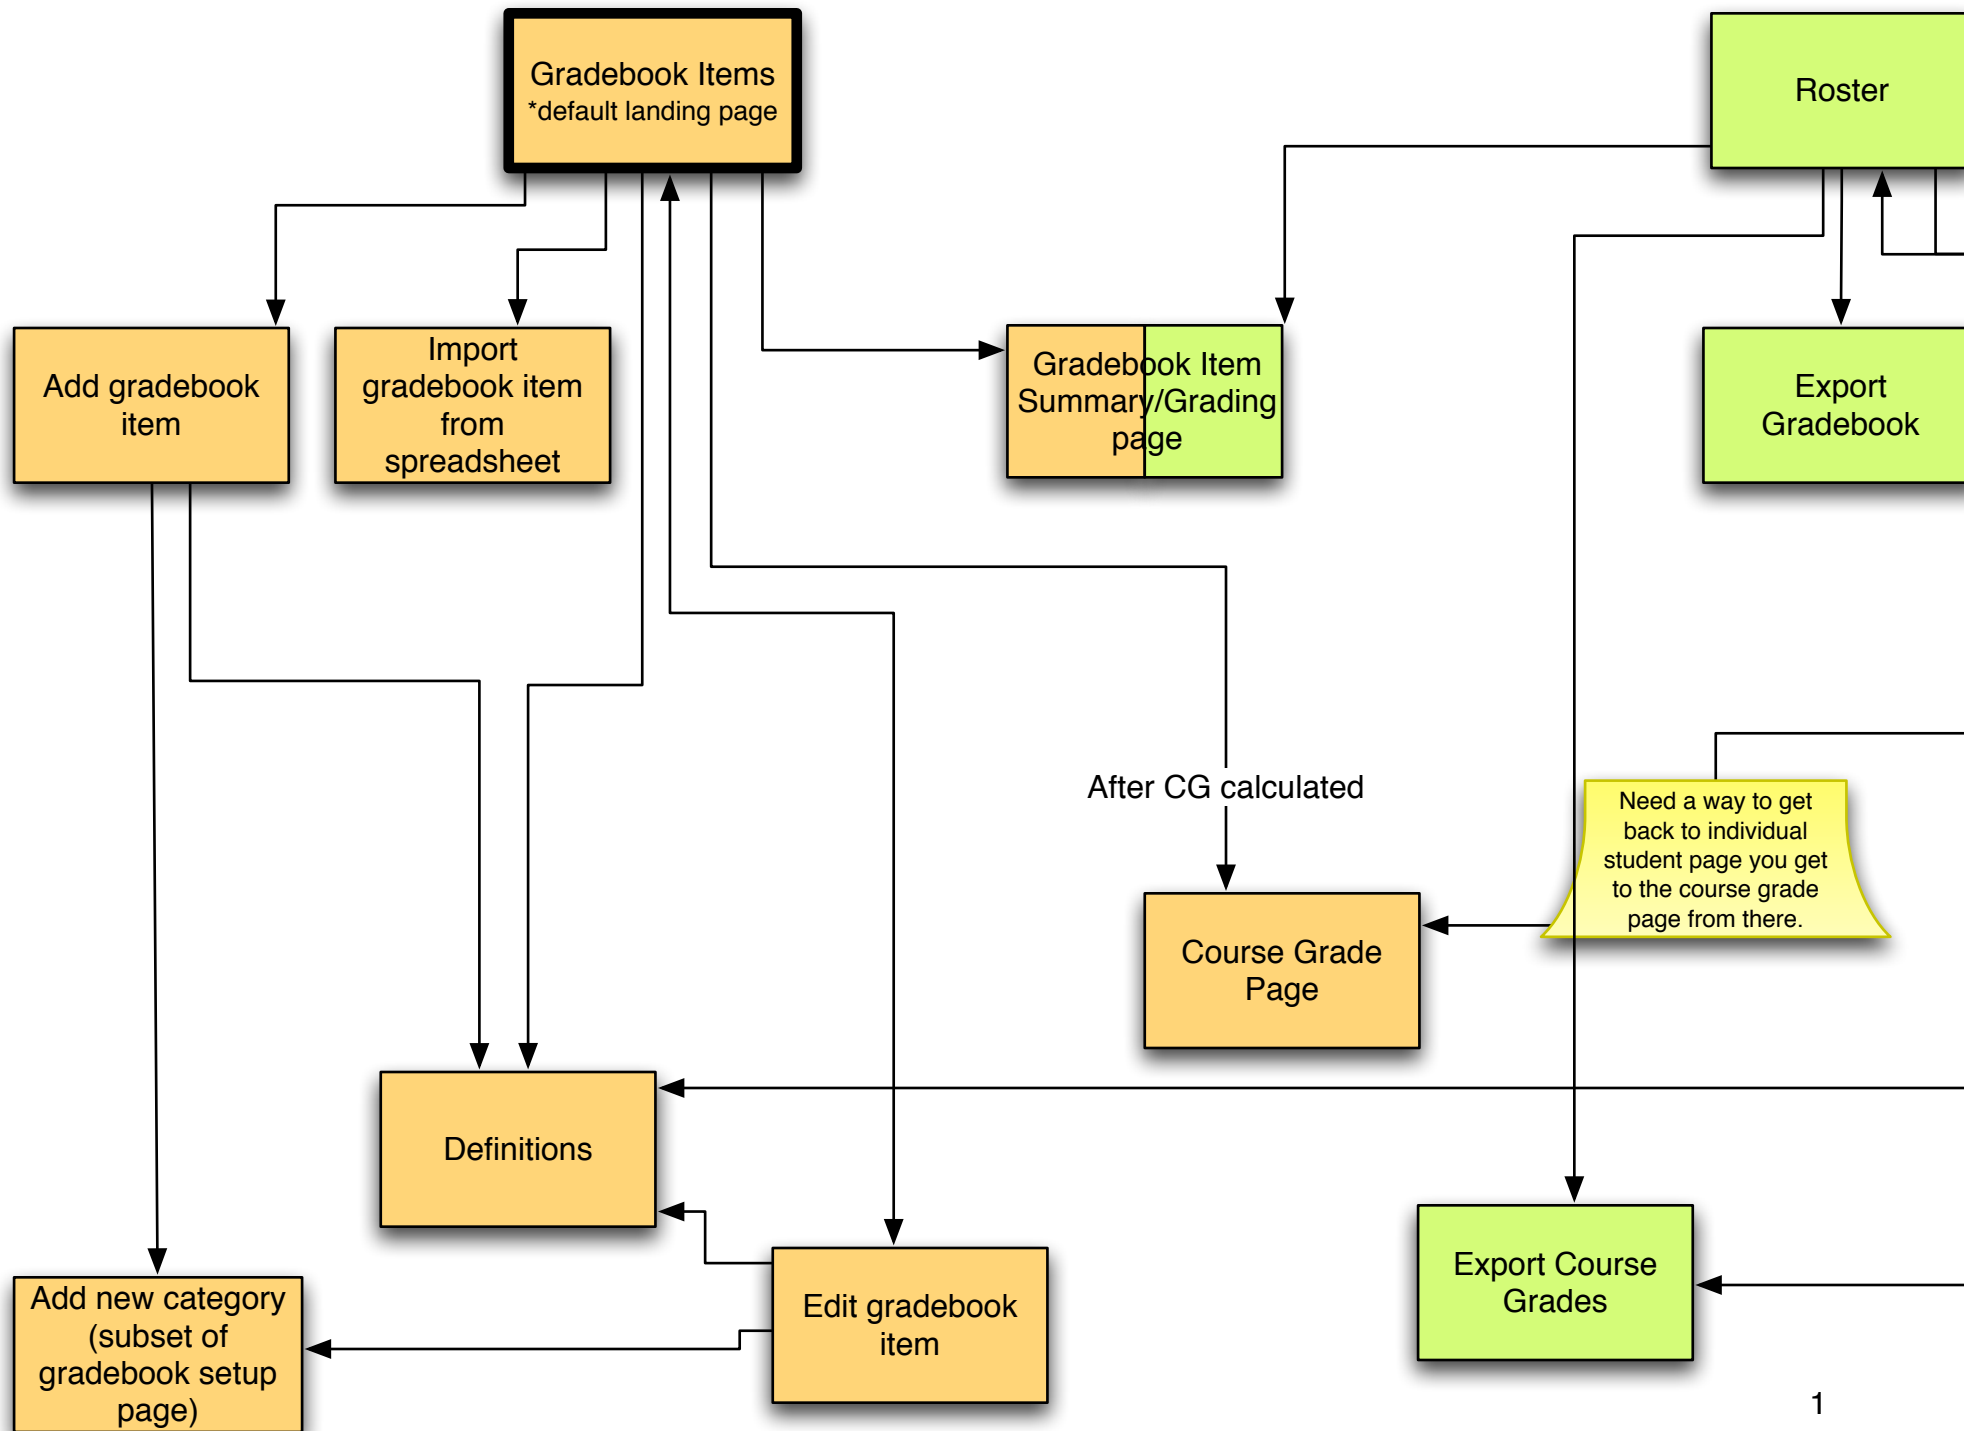 Gradebook Items
*default landing page
Roster
Add gradebook
item
Import
gradebook item
from
spreadsheet
Gradebook Item
Summary/Grading
page
Export
Gradebook
After CG calculated
Need a way to get
back to individual
student page you get
to the course grade
page from there.
Course Grade
Page
Definitions
Edit gradebook
item
Export Course
Grades
Add new category
(subset of
gradebook setup
page)
1